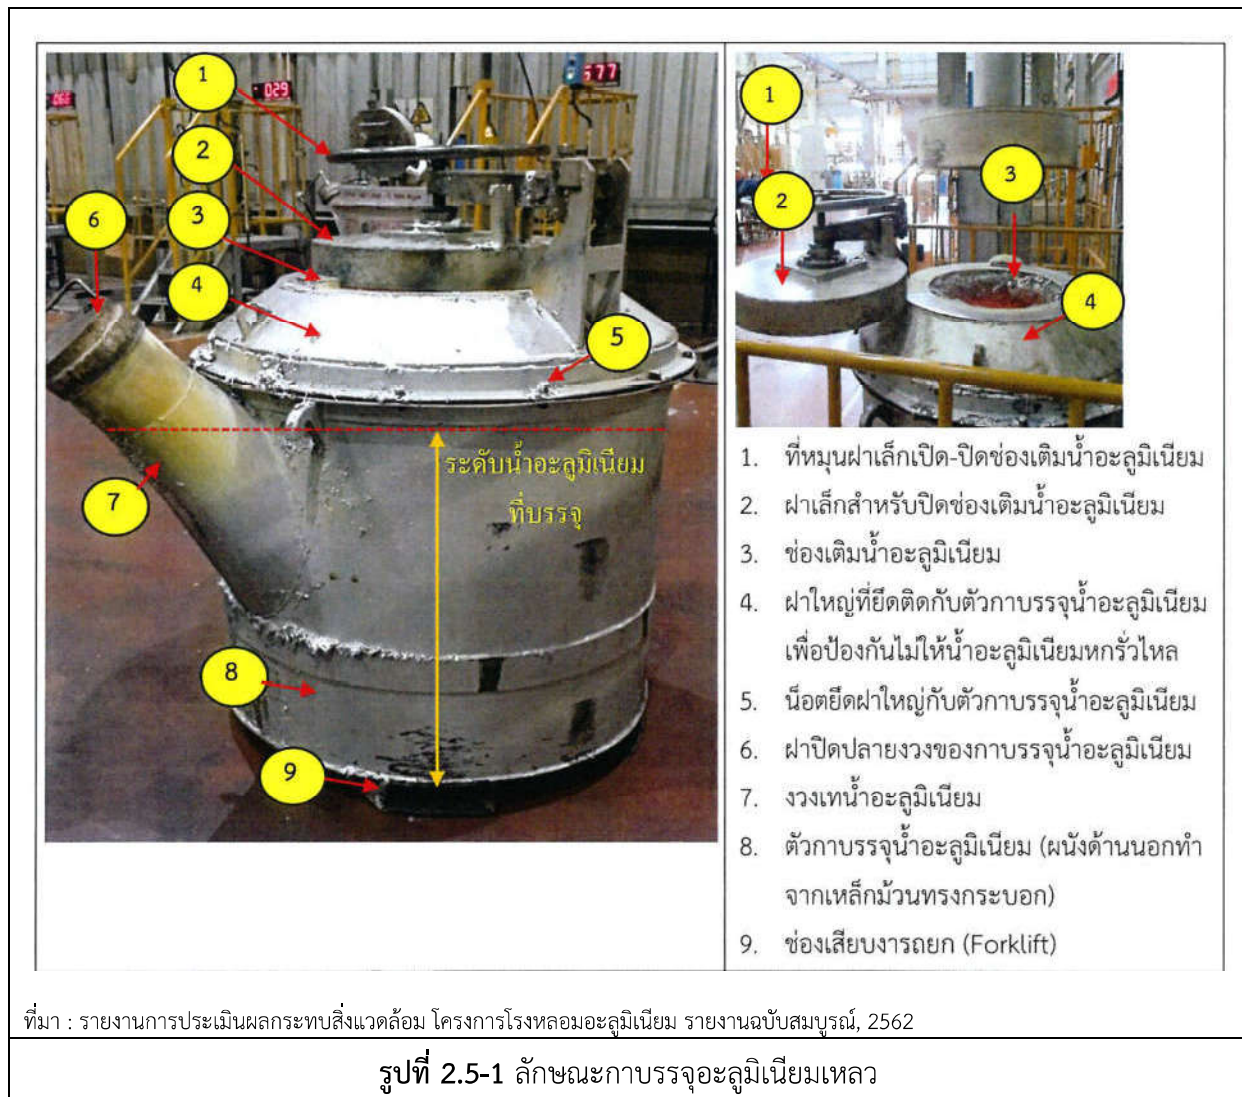 1
029
577
066
2
6
3
4
5
ระดับน้ำอะลูมิเนียม
ที่บรรจุ
7
8
9
1
3
2
4
1. ที่หมุนฝาเล็กเปิด-ปิดช่องเติมน้ำอะลูมิเนียม
2. ฝาเล็กสำหรับปิดช่องเติมน้ำอะลูมิเนียม
3. ช่องเติมน้ำอะลูมิเนียม
4. ฝาใหญ่ที่ยึดติดกับตัวกาบรรจุน้ำอะลูมิเนียม
เพื่อป้องกันไม่ให้น้ำอะลูมิเนียมหกรั่วไหล
5. น็อตยึดฝาใหญ่กับตัวกาบรรจุน้ำอะลูมิเนียม
6. ฝาปิดปลายงวงของกาบรรจุน้ำอะลูมิเนียม
7. งวงเทน้ำอะลูมิเนียม
8. ตัวกาบรรจุน้ำอะลูมิเนียม (ผนังด้านนอกทำ
จากเหล็กม้วนทรงกระบอก)
9. ช่องเสียบงารถยก (Forklift)
ที่มา : รายงานการประเมินผลกระทบสิ่งแวดล้อม โครงการโรงหลอมอะลูมิเนียม รายงานฉบับสมบูรณ์, 2562
รูปที่ 2.5-1 ลักษณะกาบรรจุอะลูมิเนียมเหลว